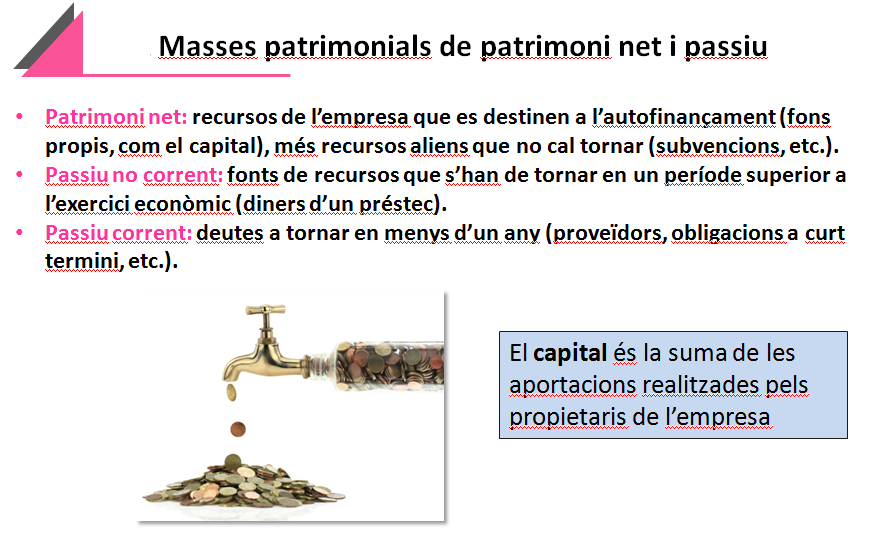 Masses patrimonials de patrimoni net i passiu
• Patrimoni net: recursos de l’empresa que es destinen a l’autofinançament (fons
propis, com el capital), més recursos aliens que no cal tornar (subvencions, etc.).
• Passiu no corrent: fonts de recursos que s’han de tornar en un període superior a
l’exercici econòmic (diners d’un préstec).
• Passiu corrent: deutes a tornar en menys d’un any (proveïdors, obligacions a curt
termini, etc.).
El capital és la suma de les
aportacions realitzades pels
propietaris de l’empresa